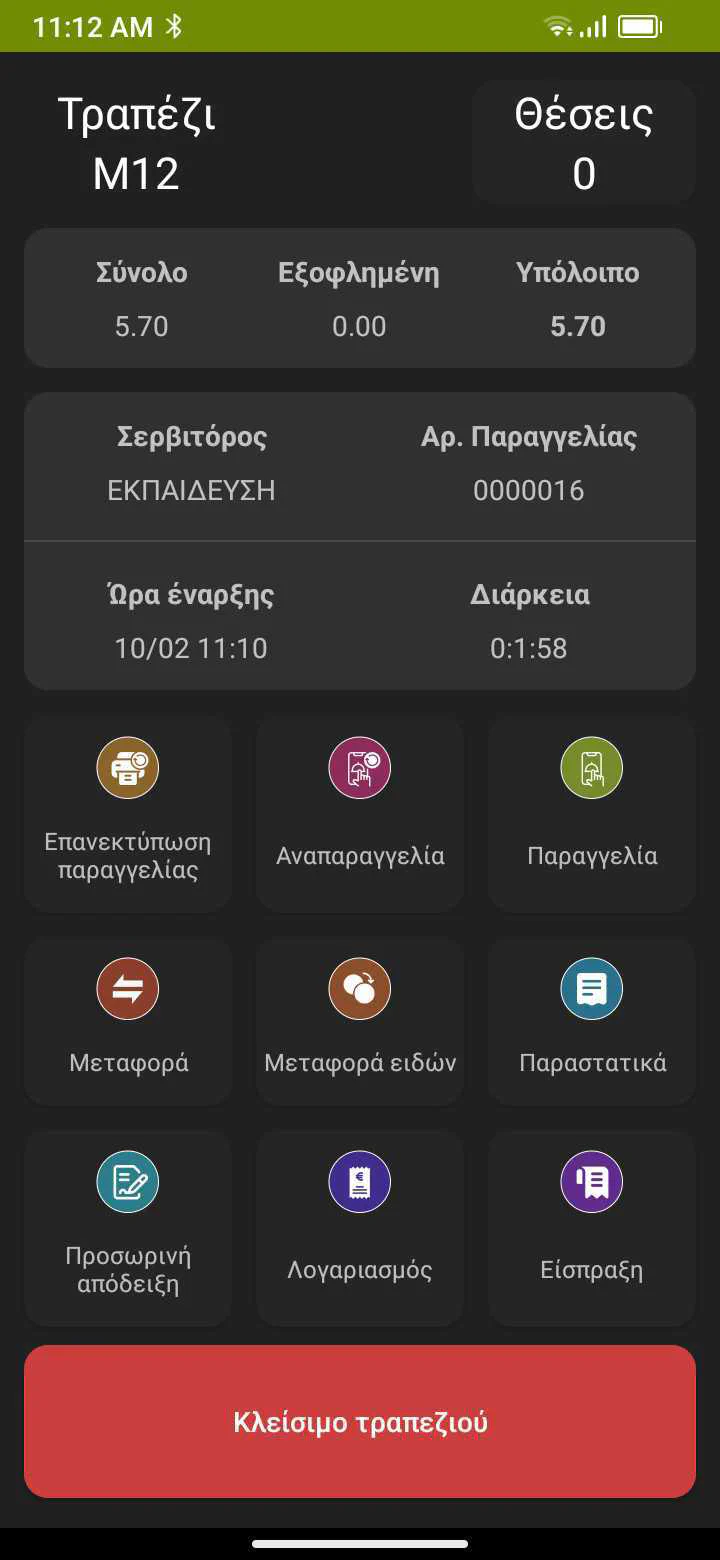 11:12 AM
Τραπέζι
M12
Θέσεις
0
Σύνολο Εξοφλημένη Υπόλοιπο
5.70 0.00 5.70
Σερβιτόρος Αρ. Παραγγελίας
ΕΚΠΑΙΔΕΥΣΗ 0000016
Ώρα έναρξης Διάρκεια
10/02 11:10 0:1:58
Επανεκτύπωση
παραγγελίας
Αναπαραγγελία
Παραγγελία
Μεταφορά
Μεταφορά ειδών
Παραστατικά
Προσωρινή
απόδειξη
Λογαριασμός
Είσπραξη
Κλείσιμο τραπεζιού